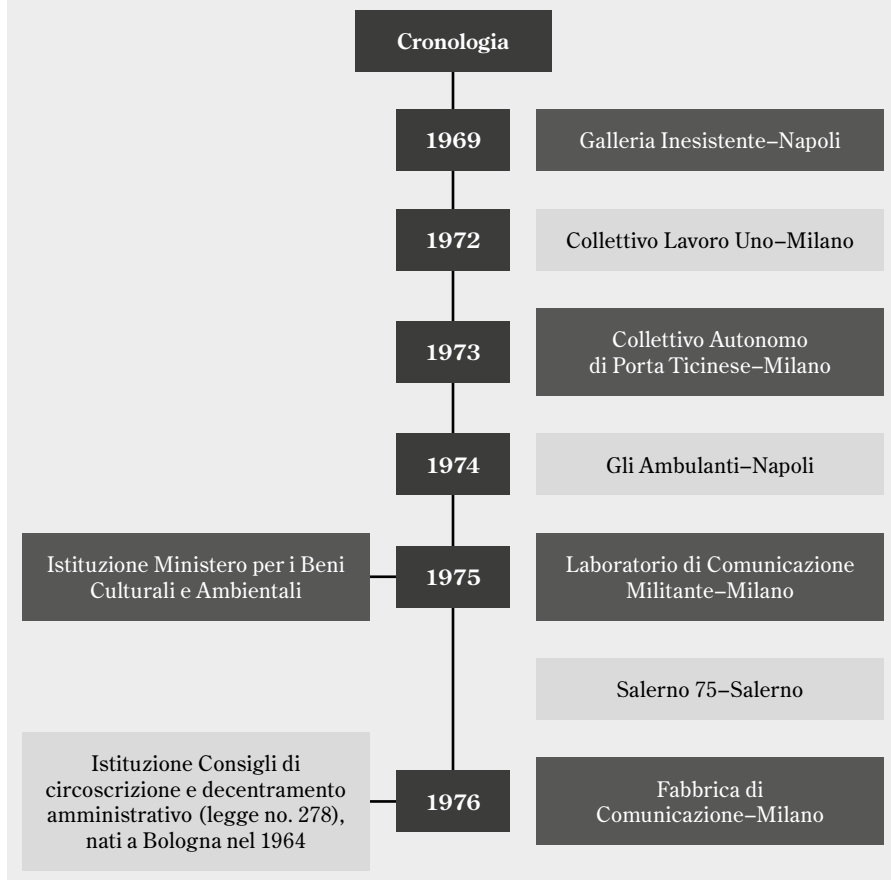 Cronologia
1969
Galleria Inesistente–Napoli
1972
Collettivo Lavoro Uno–Milano
1973
Collettivo Autonomo
di Porta Ticinese–Milano
1974
Gli Ambulanti–Napoli
Istituzione Ministero per i Beni
Culturali e Ambientali
1975
Laboratorio di Comunicazione
Militante–Milano
Salerno 75–Salerno
Istituzione Consigli di
circoscrizione e decentramento
amministrativo (legge no. 278),
nati a Bologna nel 1964
1976
Fabbrica di
Comunicazione–Milano